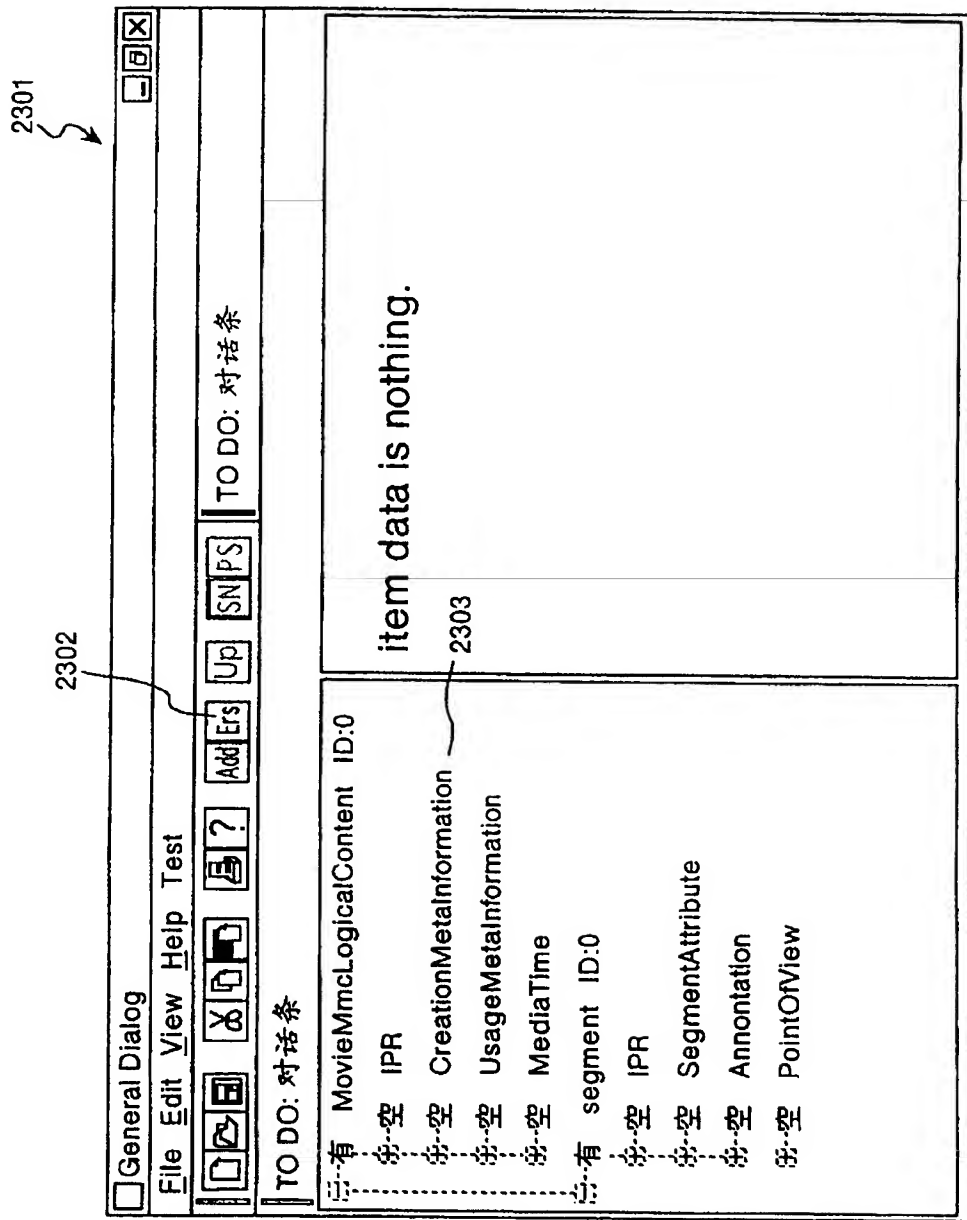 2301
General Dialog
File Edit View Help Test
2302
? Add Ers Up SN PS
TO DO: 对话条
TO DO: 对话条
有 MovieMmcLogicalContent ID:0
空 IPR
空 CreationMetaInformation
2303
空 UsageMetaInformation
空 MediaTime
有 segment ID:0
空 IPR
空 SegmentAttribute
空 Annontation
空 PointOfView
item data is nothing.